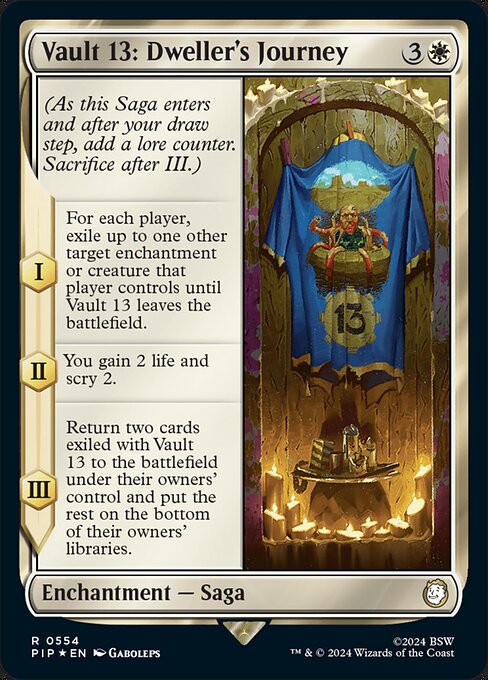 Vault 13: Dweller's Journey 3
(As this Saga enters
and after your draw
step, add a lore counter.
Sacrifice after III.)
I
For each player,
exile up to one other
target enchantment
or creature that
player controls until
Vault 13 leaves the
battlefield.
II
You gain 2 life and
scry 2.
III
Return two cards
exiled with Vault
13 to the battlefield
under their owners'
control and put the
rest on the bottom
of their owners'
libraries.
13
Enchantment — Saga
R 0554
PIP★EN Gaboleps
©2024 BSW
™ & © 2024 Wizards of the Coast